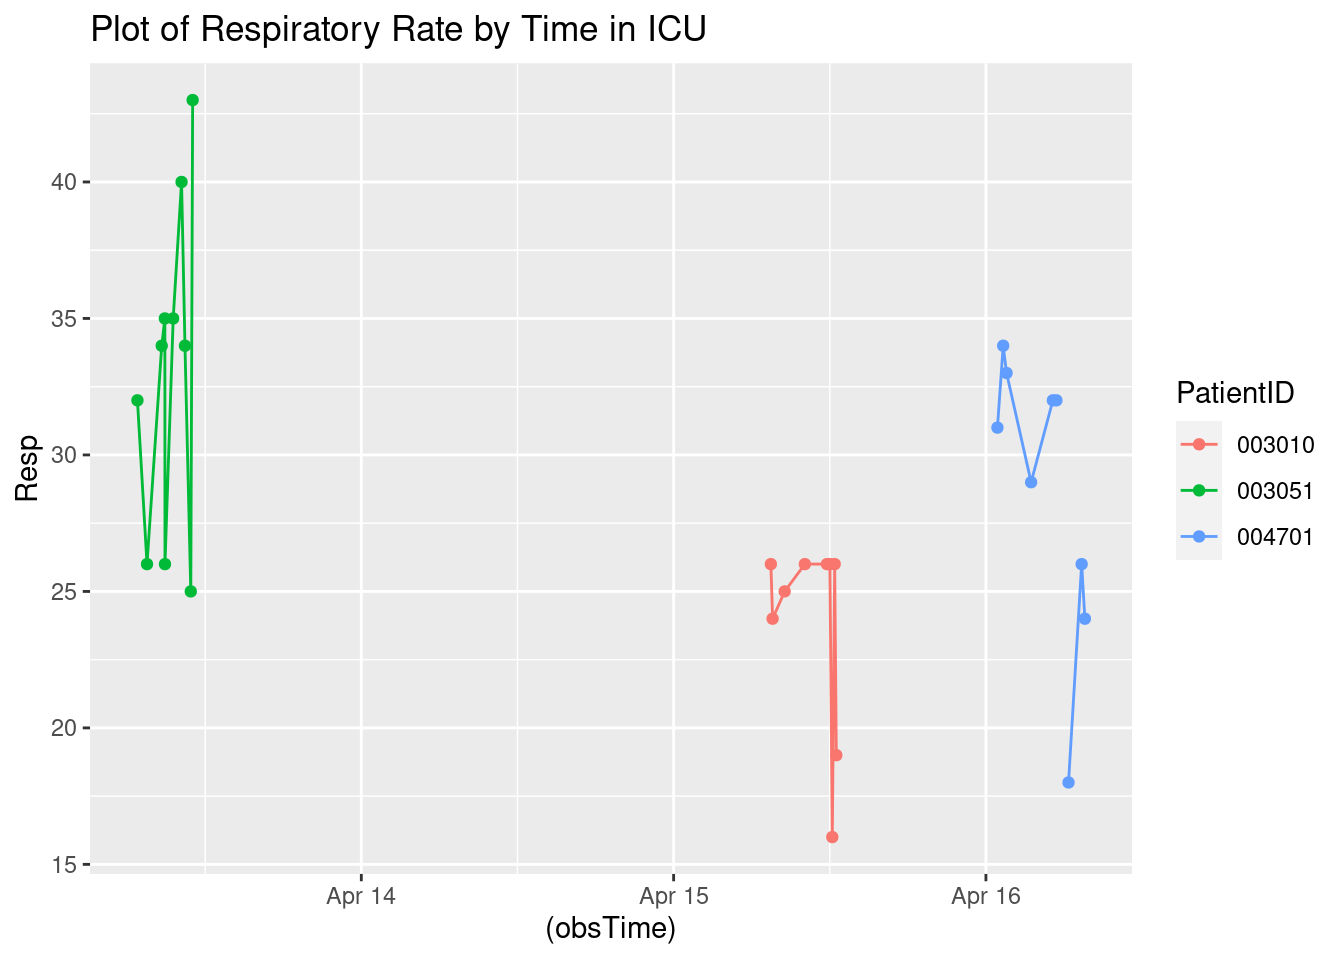 Plot of Respiratory Rate by Time in ICU
40
35
30
25
20
15
Resp
Apr 14
Apr 15
Apr 16
(obsTime)
PatientID
003010
003051
004701